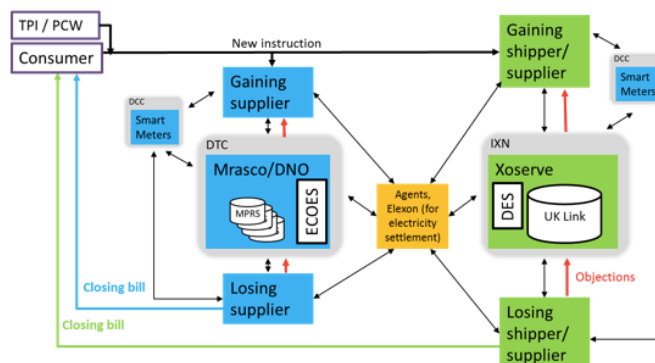 TPI / PCW
Consumer
New instruction
Gaining
supplier
Gaining
shipper/
supplier
DCC
Smart
Meters
DCC
Smart
Meters
DTC
Mrasco/DNO
MPRS
ECOES
Agents,
Elexon (for
electricity
settlement)
IXN
Xoserve
DES
UK Link
Losing
supplier
Objections
Closing bill
Closing bill
Losing
shipper/
supplier